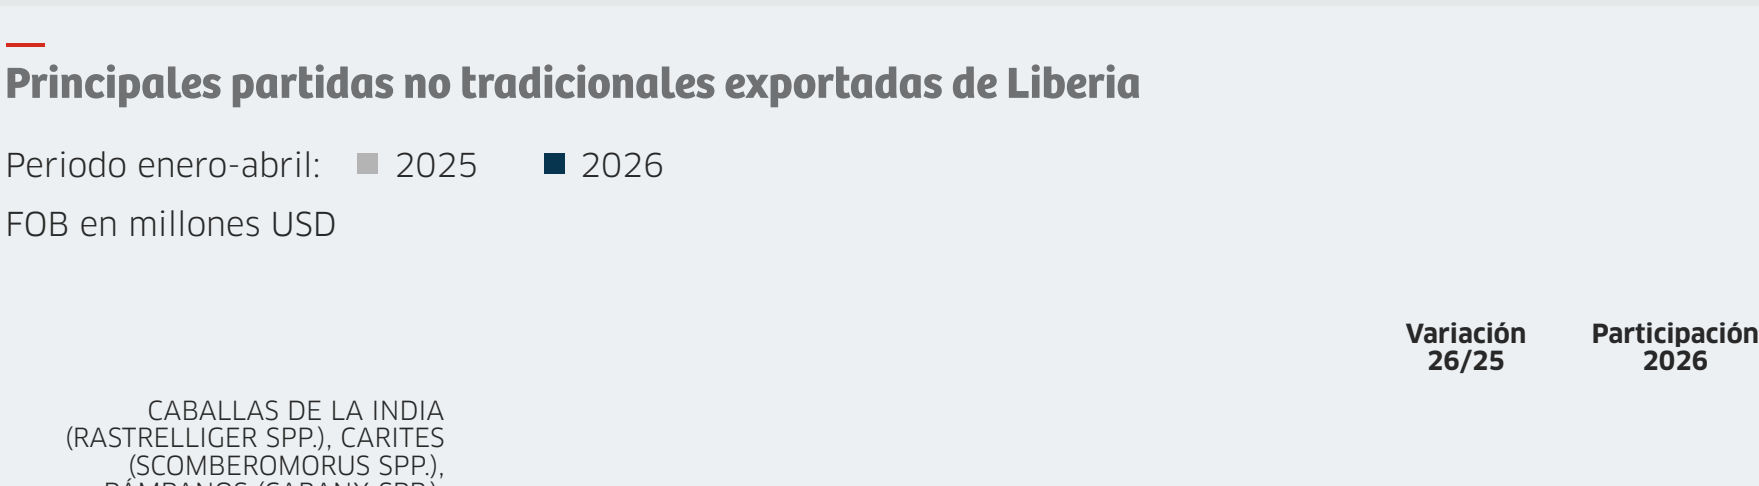 Principales partidas no tradicionales exportadas de Liberia
Periodo enero-abril: 2025 2026
FOB en millones USD
Variación 26/25
Participación 2026
CABALLAS DE LA INDIA
(RASTRELLIGER SPP.), CARITES
(SCOMBEROMORUS SPP.),